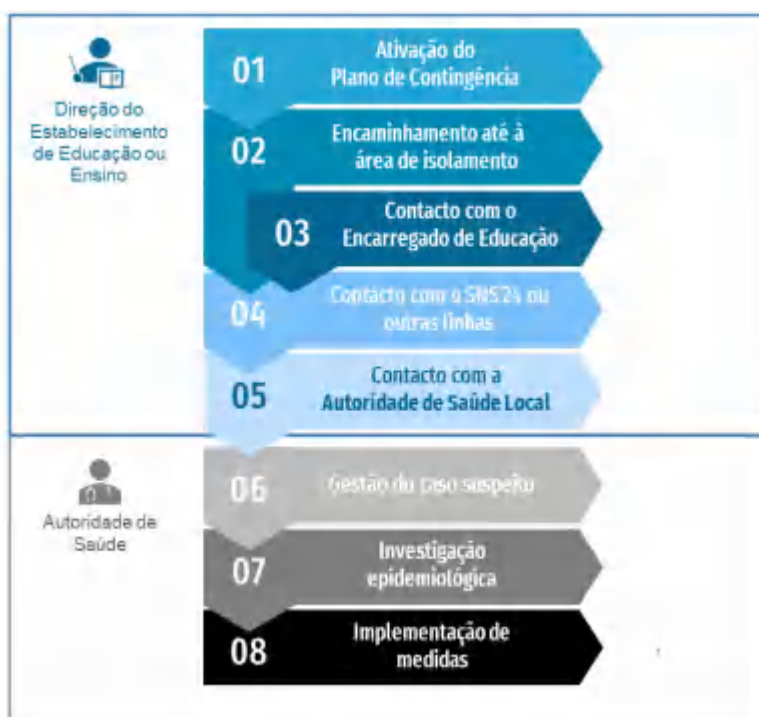 Direção do
Estabelecimento
de Educação ou
Ensino
01
Ativação do
Plano de Contingência
02
Encaminhamento até à
área de isolamento
03
Contacto com o
Encarregado de Educação
04
Contacto com o SNS24 ou
outras linhas
05
Contacto com a
Autoridade de Saúde Local
Autoridade de
Saúde
06
Gestão do caso suspeito
07
Investigação
epidemiológica
08
Implementação de
medidas